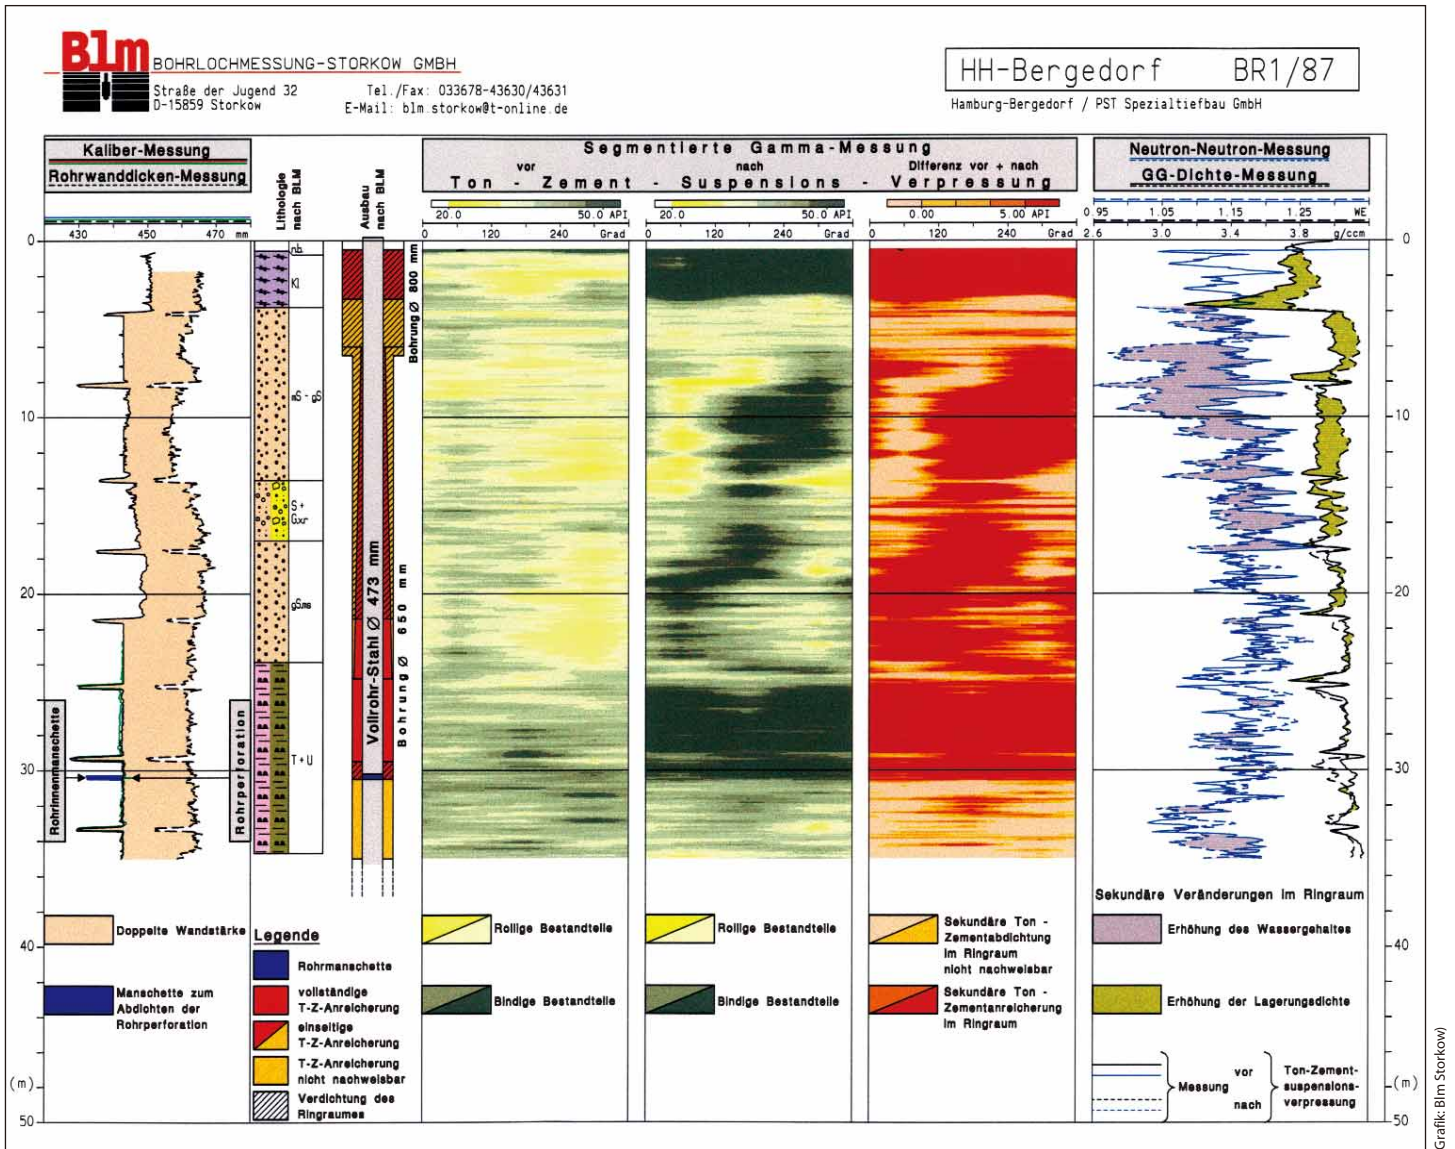 Blm
BOHRLOCHMESSUNG-STORKOW GMBH
Straße der Jugend 32
D-15859 Storkow
Tel./Fax: 033678-43630/43631
E-Mail: blm.storkow@t-online.de
HH-Bergedorf BR1/87
Hamburg-Bergedorf / PST Spezialtiefbau GmbH
Kaliber-Messung
Rohrwanddicken-Messung
430 450 470 mm
Lithologie
nach BLM
Ausbau
nach BLM
Segmentierte Gamma-Messung
vor nach Differenz vor + nach
Ton - Zement - Suspensions - Verpressung
20.0 50.0 API
20.0 50.0 API
0.00 5.00 API
0 120 240 Grad
0 120 240 Grad
0 120 240 Grad
Neutron-Neutron-Messung
GG-Dichte-Messung
0.95 1.05 1.15 1.25 WE
2.6 3.0 3.4 3.8 g/ccm
0
10
20
30
40
(m)
50
n.b.
Kl
mS - gS
S +
G,x,r
gS,ms
T + U
Bohrung Ø 800 mm
Vollrohr-Stahl Ø 473 mm
Bohrung Ø 650 mm
Rohrinnenmanschette
Rohrperforation
0
10
20
30
40
(m)
50
Doppelte Wandstärke
Manschette zum
Abdichten der
Rohrperforation
Legende
Rohrmanschette
vollständige
T-Z-Anreicherung
einseitige
T-Z-Anreicherung
T-Z-Anreicherung
nicht nachweisbar
Verdichtung des
Ringraumes
Rollige Bestandteile
Bindige Bestandteile
Rollige Bestandteile
Bindige Bestandteile
Sekundäre Ton -
Zementabdichtung
im Ringraum
nicht nachweisbar
Sekundäre Ton -
Zementanreicherung
im Ringraum
Sekundäre Veränderungen im Ringraum
Erhöhung des Wassergehaltes
Erhöhung der Lagerungsdichte
Messung
vor
nach
Ton-Zement-
suspensions-
verpressung
Grafik: Blm Storkow)